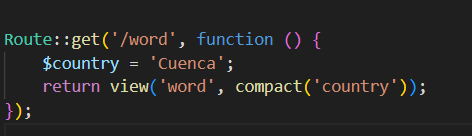 Route::get('/word', function () {
    $country = 'Cuenca';
    return view('word', compact('country'));
});